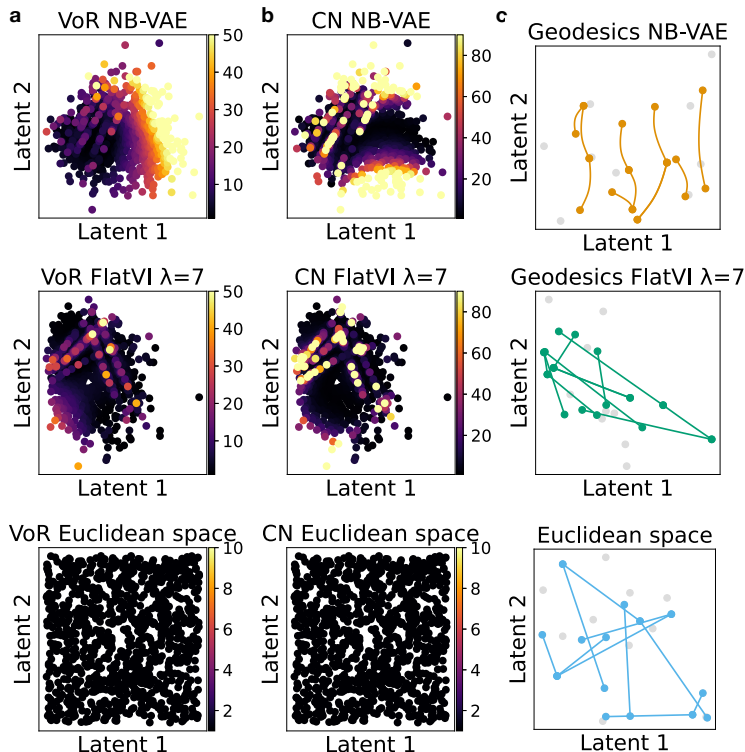 a
VoR NB-VAE
Latent 2
Latent 1
50
40
30
20
10
b
CN NB-VAE
Latent 2
Latent 1
80
60
40
20
c
Geodesics NB-VAE
Latent 2
Latent 1
VoR FlatVI λ=7
Latent 2
Latent 1
50
40
30
20
10
CN FlatVI λ=7
Latent 2
Latent 1
80
60
40
20
Geodesics FlatVI λ=7
Latent 2
Latent 1
VoR Euclidean space
Latent 2
Latent 1
10
8
6
4
2
CN Euclidean space
Latent 2
Latent 1
10
8
6
4
2
Euclidean space
Latent 2
Latent 1